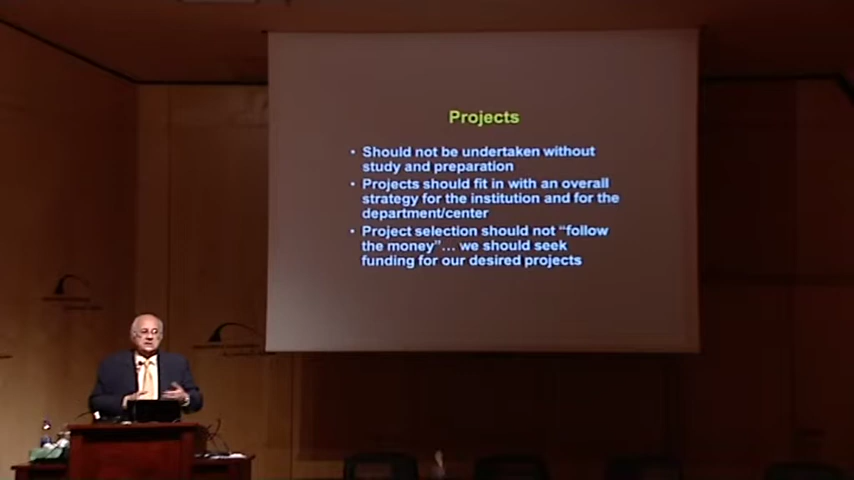 Projects
• Should not be undertaken without
study and preparation
• Projects should fit in with an overall
strategy for the institution and for the
department/center
• Project selection should not “follow
the money”... we should seek
funding for our desired projects